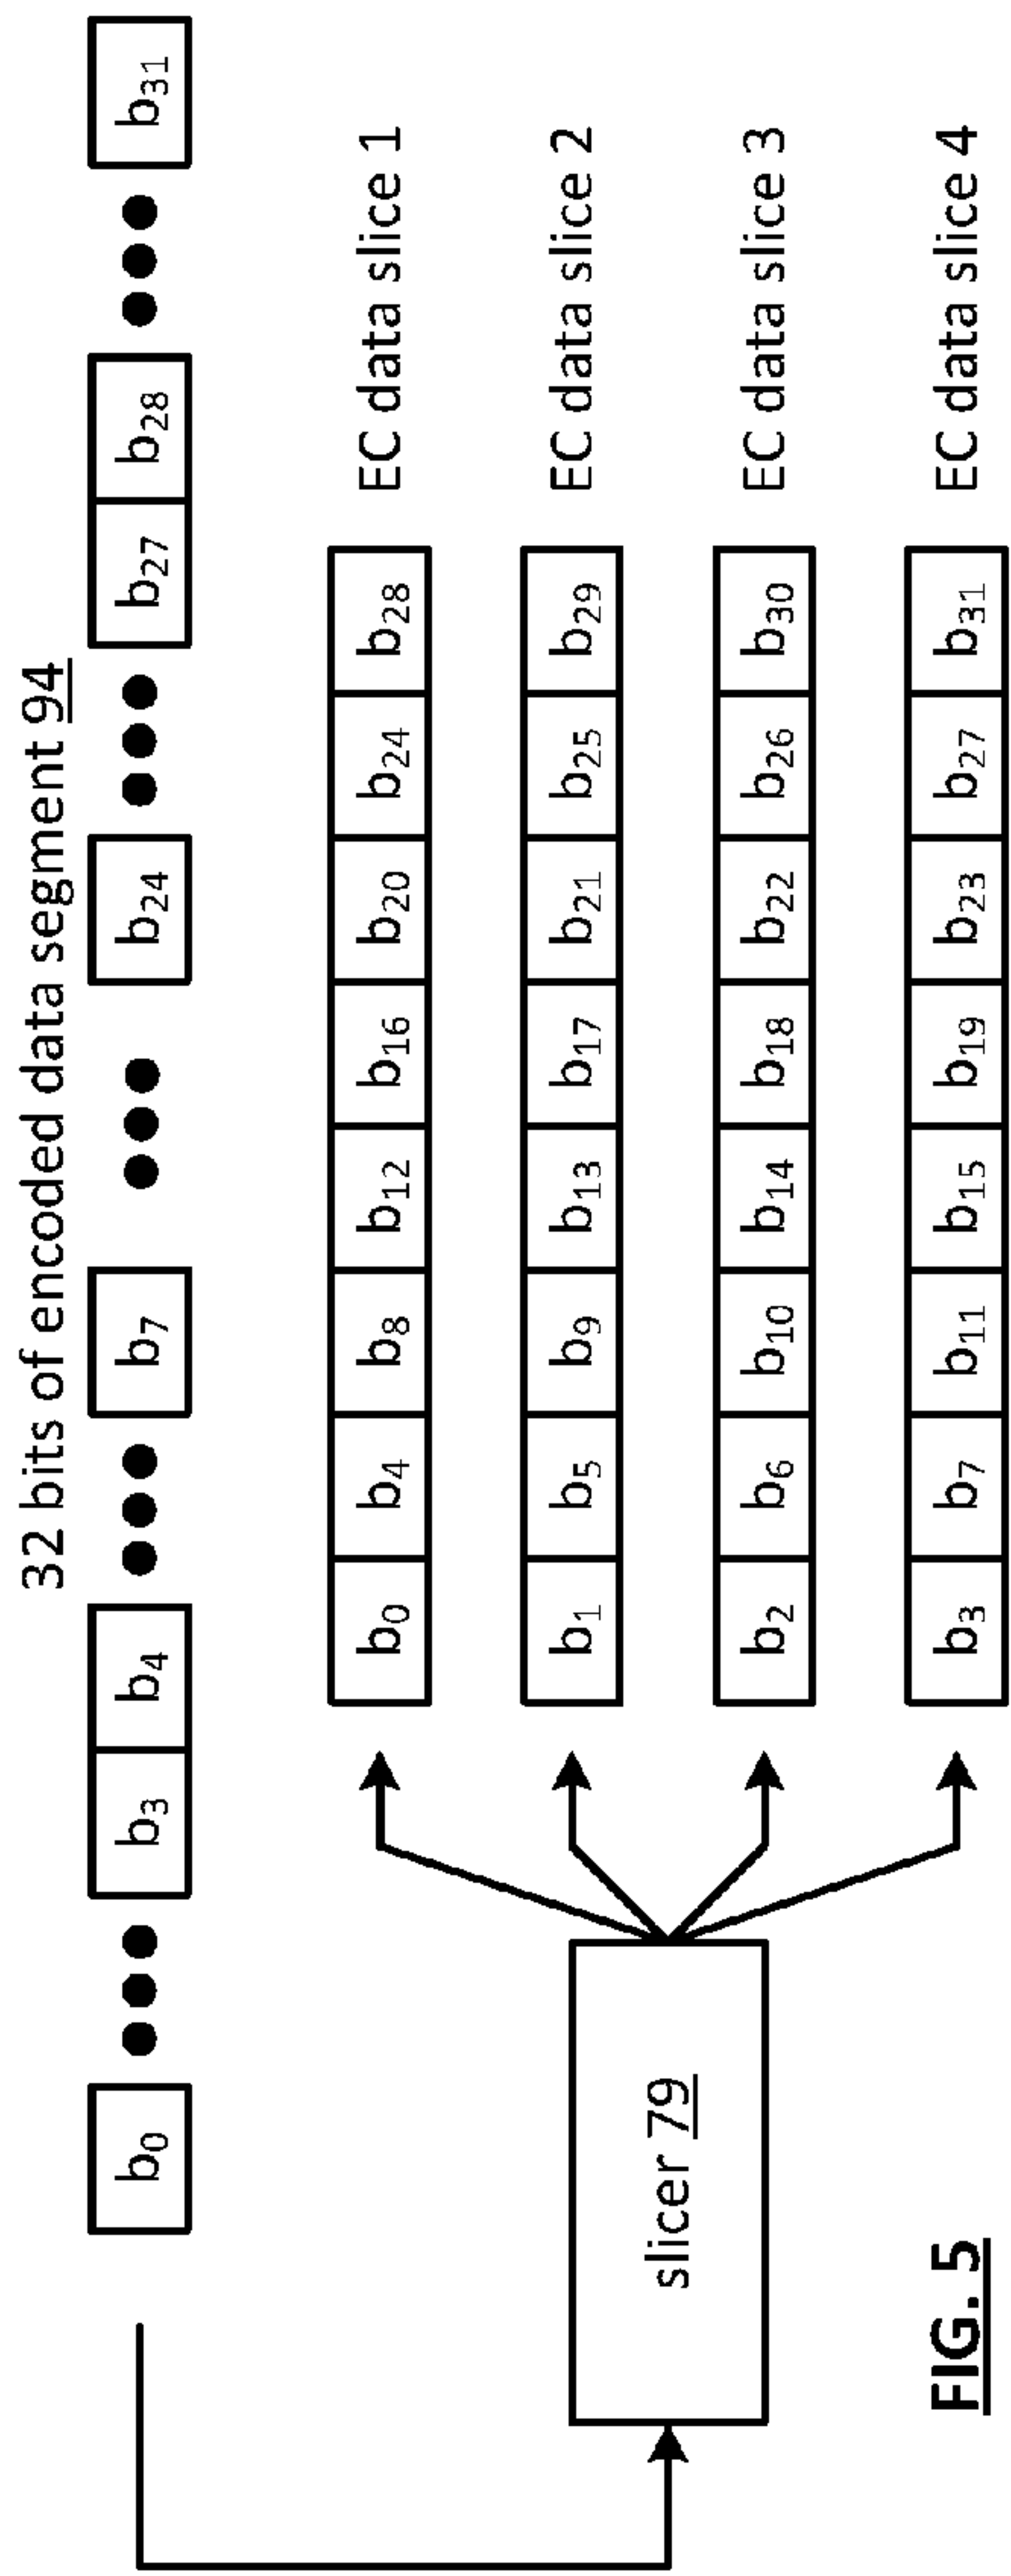 32 bits of encoded data segment 94
b0 b3 b4 b7 b24 b27 b28 b31
b0 b4 b8 b12 b16 b20 b24 b28 EC data slice 1
b1 b5 b9 b13 b17 b21 b25 b29 EC data slice 2
slicer 79
b2 b6 b10 b14 b18 b22 b26 b30 EC data slice 3
b3 b7 b11 b15 b19 b23 b27 b31 EC data slice 4
FIG. 5